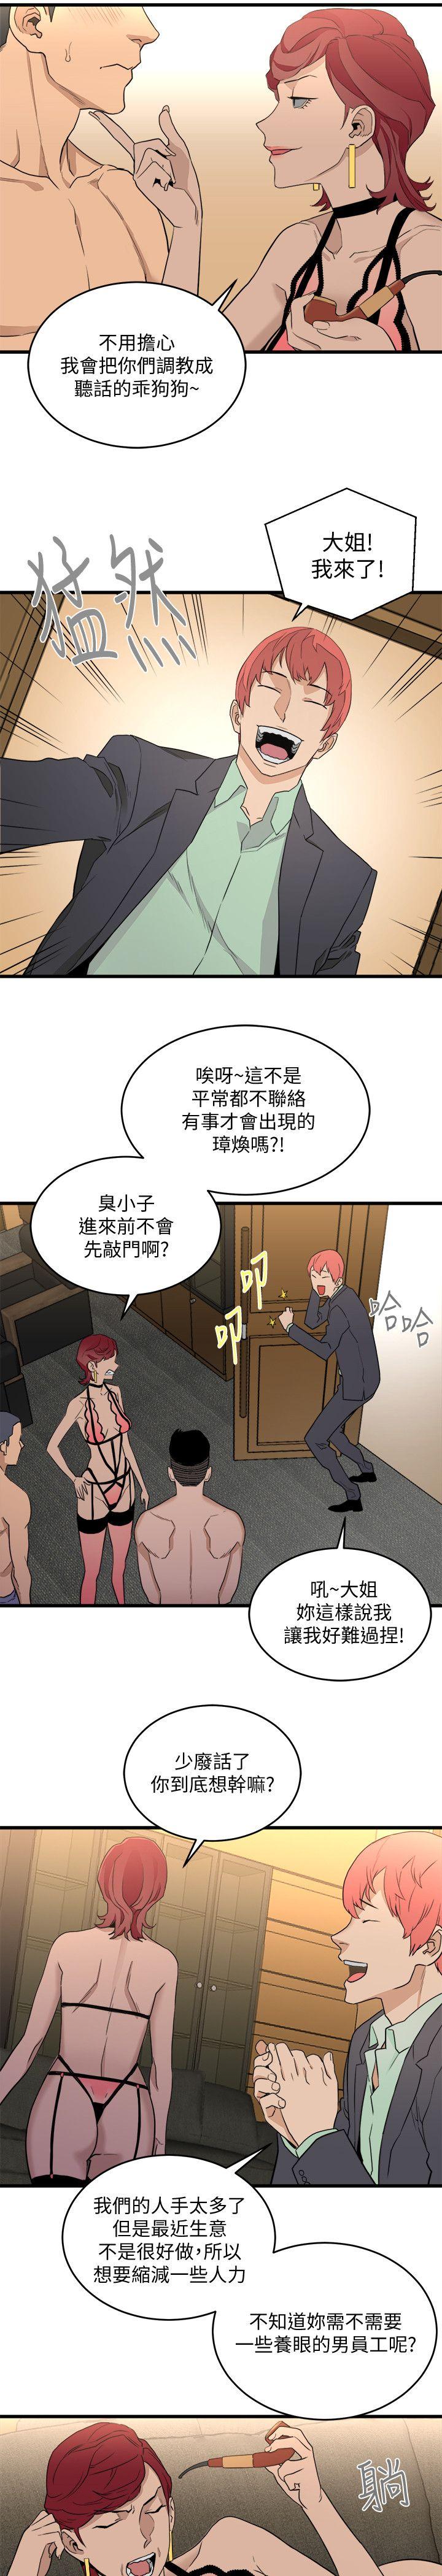 不用擔心
我會把你們調教成
聽話的乖狗狗~
大姐!
我來了!
猛然
唉呀~這不是
平常都不聯絡
有事才會出現的
璋煥嗎?!
臭小子
進來前不會
先敲門啊?
叩
叩
哈
哈
吼~大姐
妳這樣說我
讓我好難過捏!
少廢話了
你到底想幹嘛?
我們的人手太多了
但是最近生意
不是很好做,所以
想要縮減一些人力
不知道妳需不需要
一些養眼的男員工呢?
躺